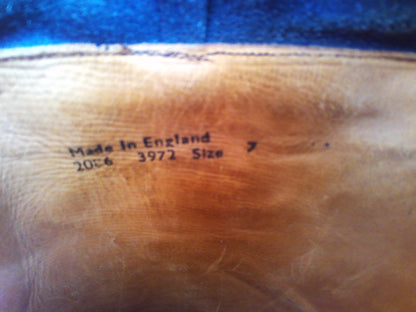 Made In England
3972 Size 7